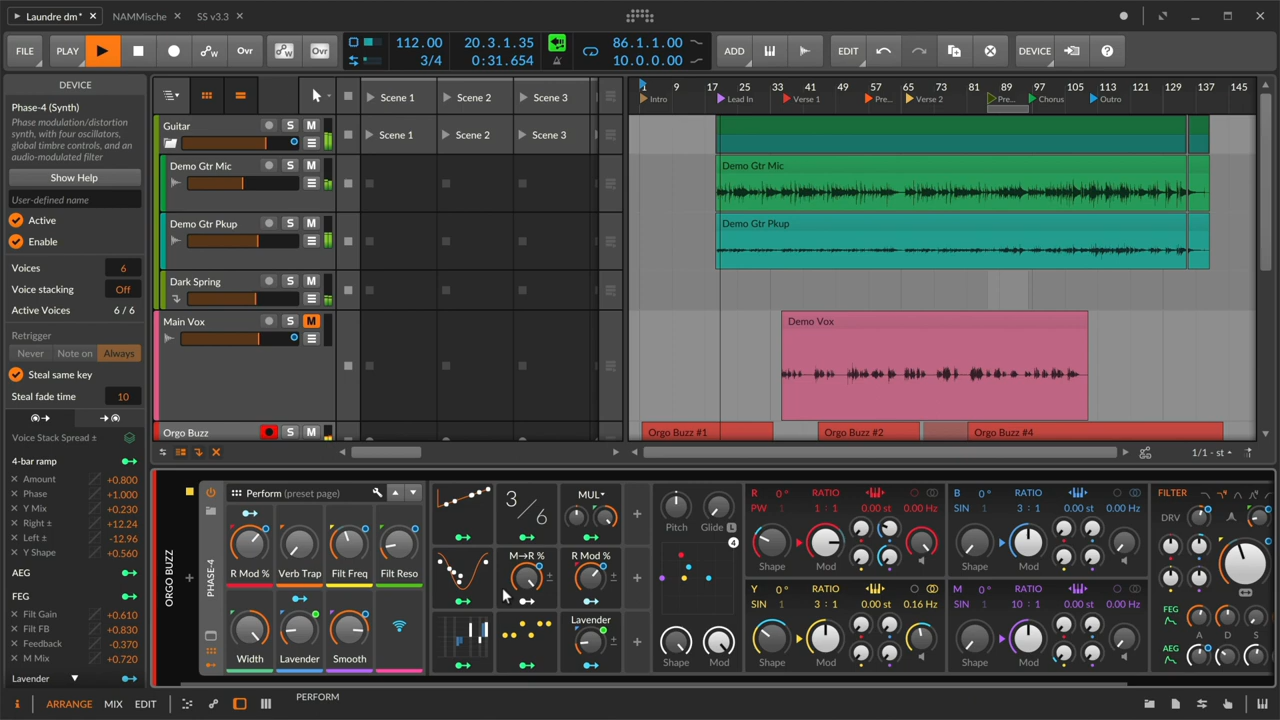 Laundre dm*
NAMMische
SS v3.3
FILE
PLAY
Ovr
Ovr
112.00
3/4
20.3.1.35
0:31.654
86.1.1.00
10.0.0.00
ADD
EDIT
DEVICE
DEVICE
Phase-4 (Synth)
Phase modulation/distortion
synth, with four oscillators,
global timbre controls, and an
audio-modulated filter
Show Help
User-defined name
Active
Enable
Voices 6
Voice stacking Off
Active Voices 6 / 6
Retrigger
Never Note on Always
Steal same key
Steal fade time 10
Voice Stack Spread ±
4-bar ramp
Amount +0.800
Phase +1.000
Y Mix +0.230
Right ± +12.24
Left ± -12.96
Y Shape +0.560
AEG
FEG
Filt Gain +0.610
Filt FB +0.830
Feedback -0.370
M Mix +0.720
Lavender
Scene 1 Scene 2 Scene 3
Guitar S M
Scene 1 Scene 2 Scene 3
Demo Gtr Mic S M
Demo Gtr Pkup S M
Dark Spring S M
Main Vox S M
Orgo Buzz S M
1 9 17 25 33 41 49 57 65 73 81 89 97 105 113 121 129 137 145
Intro Lead In Verse 1 Pre... Verse 2 Pre... Chorus Outro
Demo Gtr Mic
Demo Gtr Pkup
Demo Vox
Orgo Buzz #1
Orgo Buzz #2
Orgo Buzz #4
1/1 - st
ORGO BUZZ
PHASE-4
Perform (preset page)
R Mod % Verb Trap Filt Freq Filt Reso
Width Lavender Smooth
3/6
MUL
M→R %
R Mod %
Lavender
Pitch Glide L
4
Shape Mod
R 0° RATIO
PW 1 1 : 1 0.00 st 0.00 Hz
Shape Mod
Y 0° RATIO
SIN 1 3 : 1 0.00 st 0.16 Hz
Shape Mod
B 0° RATIO
SIN 1 3 : 1 0.00 st 0.00 Hz
Shape Mod
M 0° RATIO
SIN 1 10 : 1 0.00 st 0.00 Hz
Shape Mod
FILTER
DRV
FEG
A D S
AEG
ARRANGE MIX EDIT
PERFORM